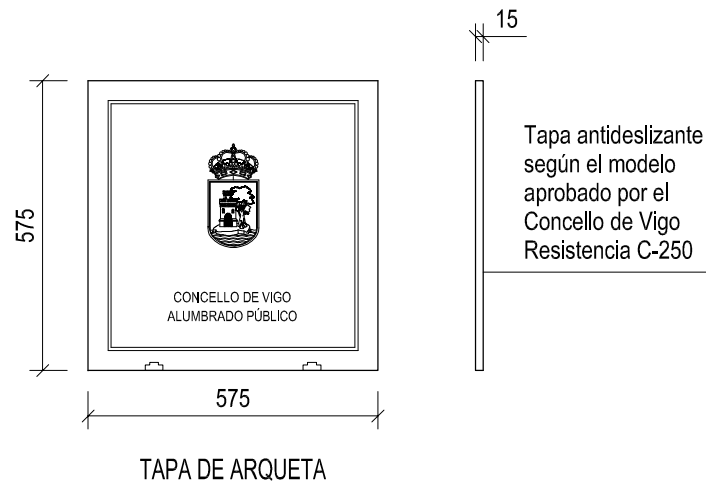 15
Tapa antideslizante
según el modelo
aprobado por el
Concello de Vigo
Resistencia C-250
575
CONCELLO DE VIGO
ALUMBRADO PÚBLICO
575
TAPA DE ARQUETA